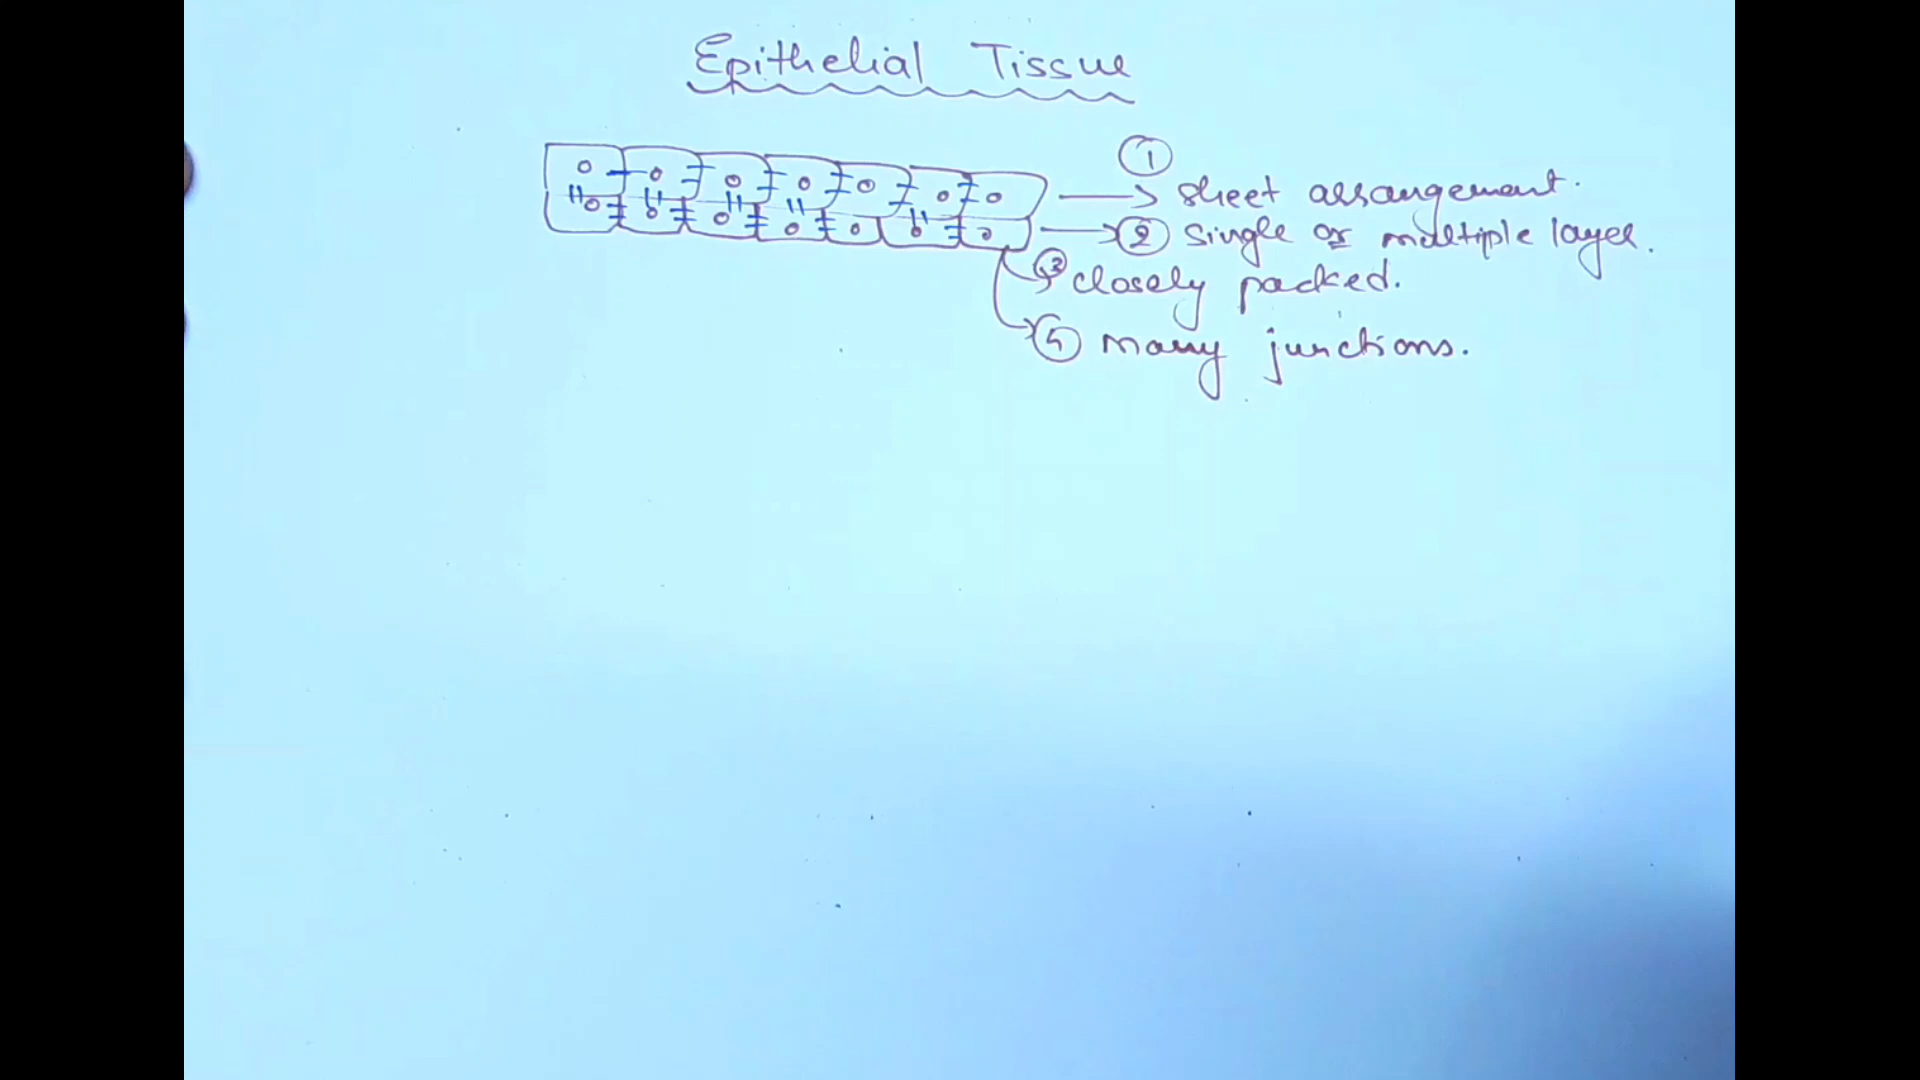 Epithelial Tissue
① sheet arrangement.
② Single or multiple layer.
③ closely packed.
④ many junctions.